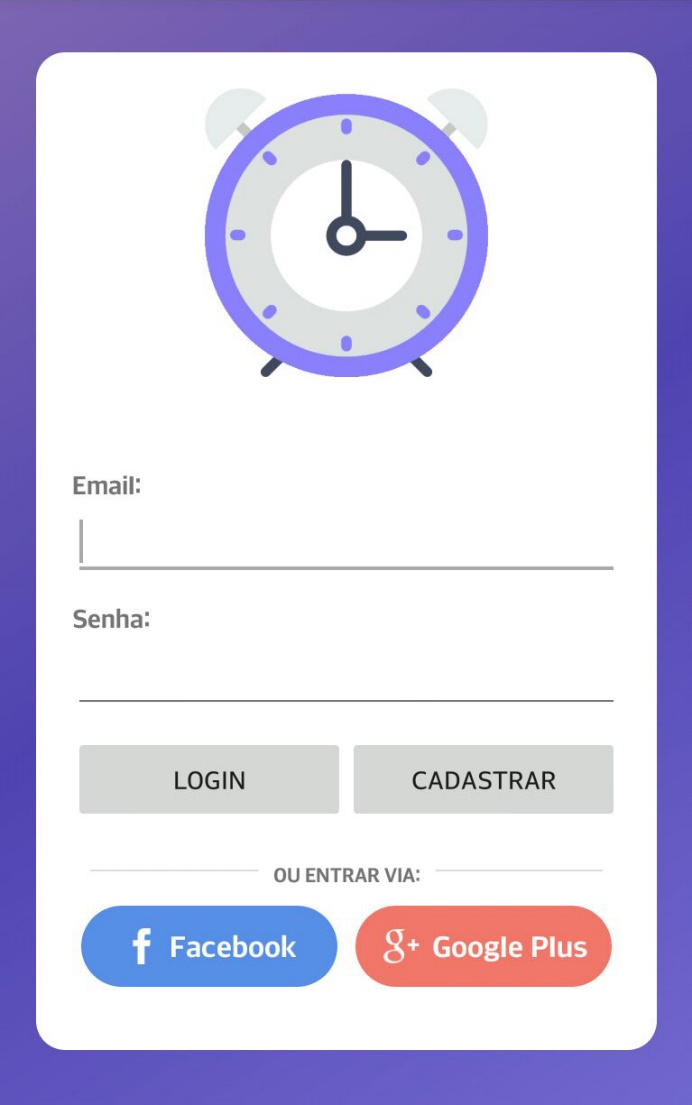 Email:
Senha:
LOGIN CADASTRAR
OU ENTRAR VIA:
f Facebook g+ Google Plus